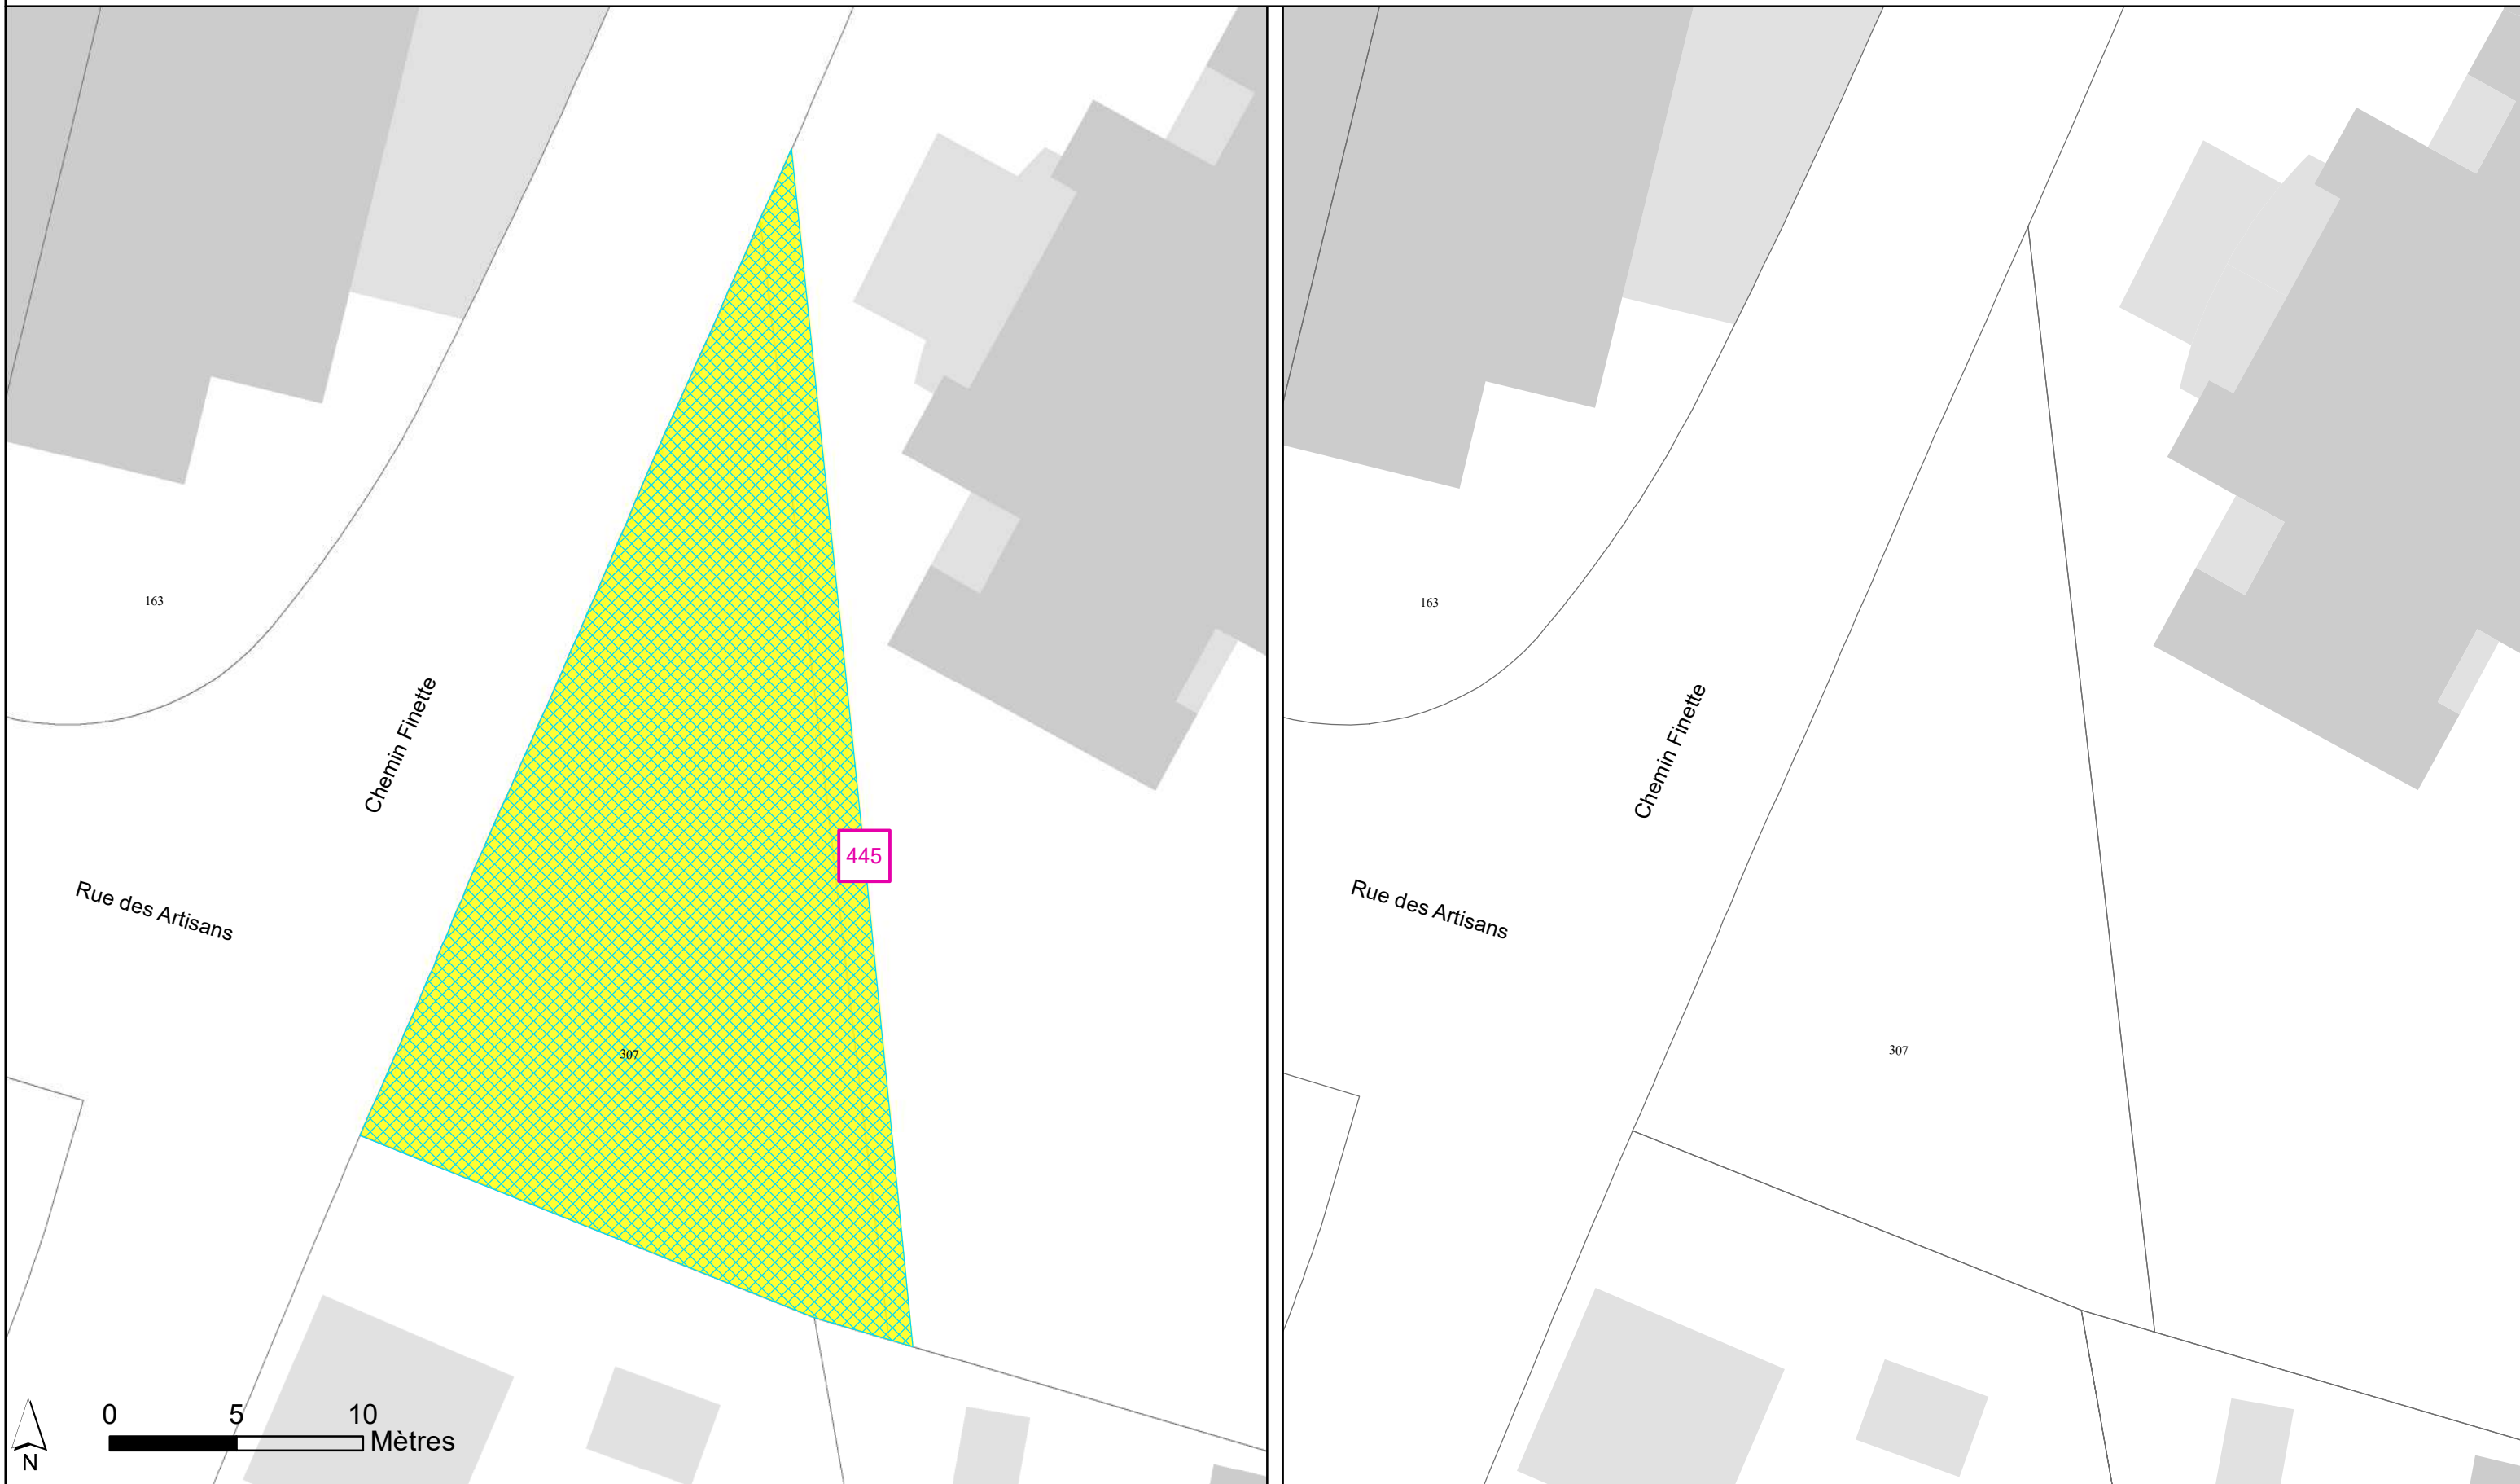 163
Chemin Finette
445
Rue des Artisans
307
0 5 10
Mètres
N
163
Chemin Finette
Rue des Artisans
307